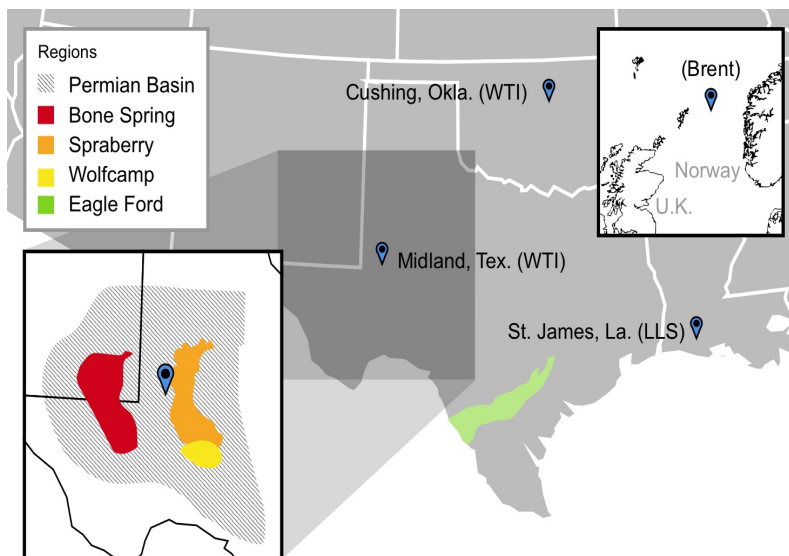 Regions
Permian Basin
Bone Spring
Spraberry
Wolfcamp
Eagle Ford
Cushing, Okla. (WTI)
(Brent)
Norway
U.K.
Midland, Tex. (WTI)
St. James, La. (LLS)